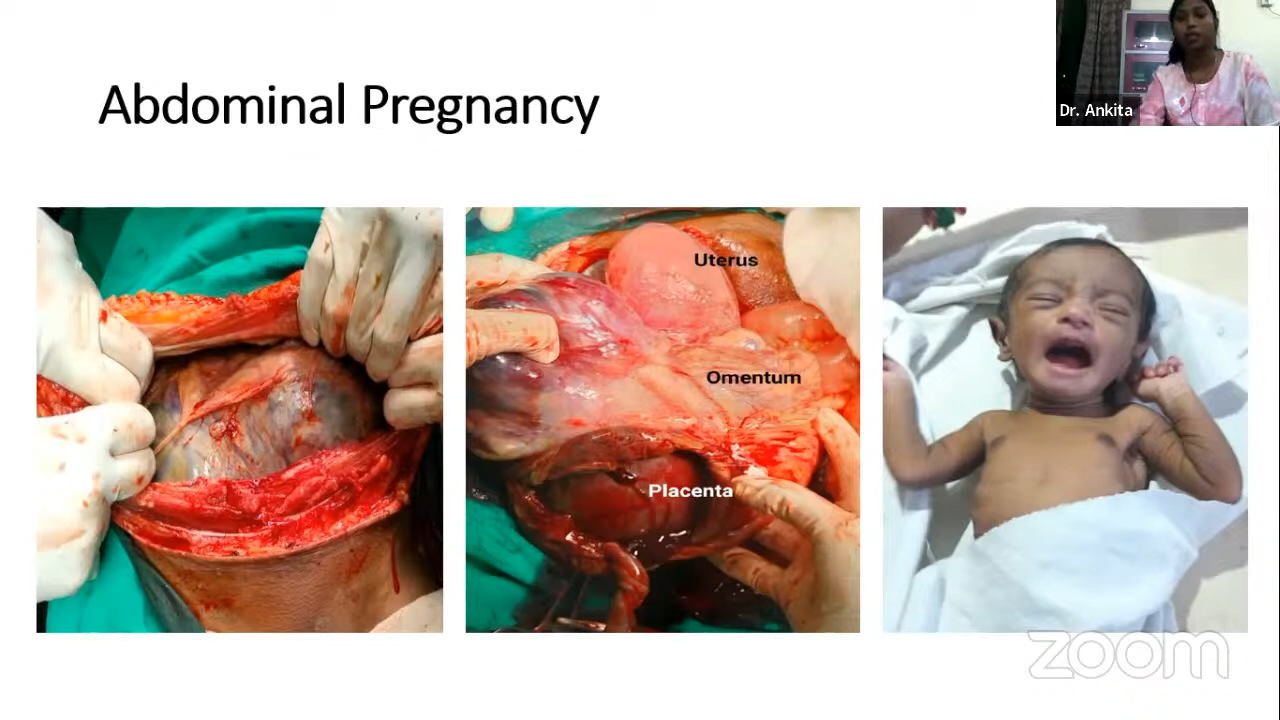 Abdominal Pregnancy
Dr. Ankita
Uterus
Omentum
Placenta
zoom